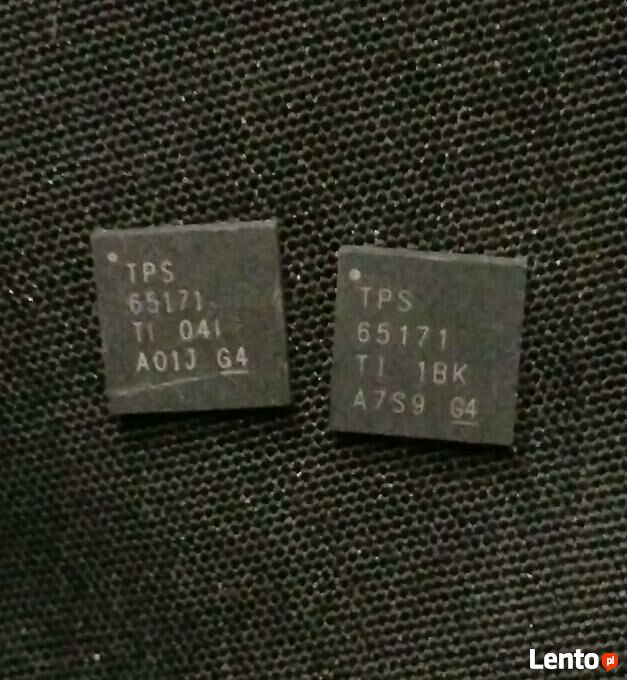 TPS
65171
TI 04I
A01J G4
TPS
65171
TI 1BK
A7S9 G4
Lento pl